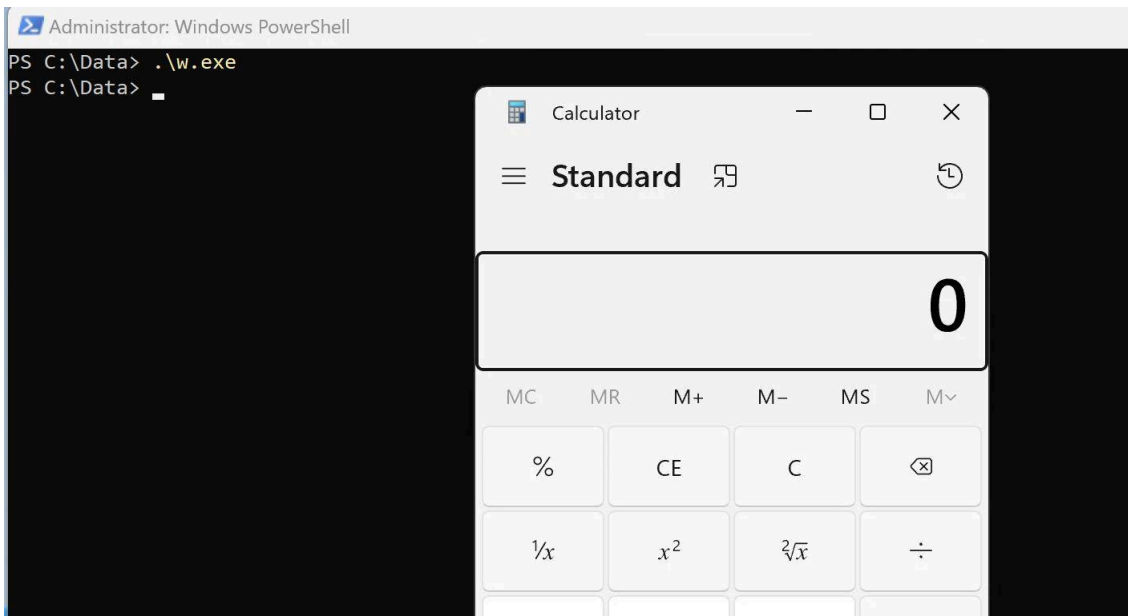 Administrator: Windows PowerShell
PS C:\Data> .\w.exe
PS C:\Data> _
Calculator
Standard
0
MC MR M+ M− MS M
% CE C
¹⁄x x² ²√x ÷